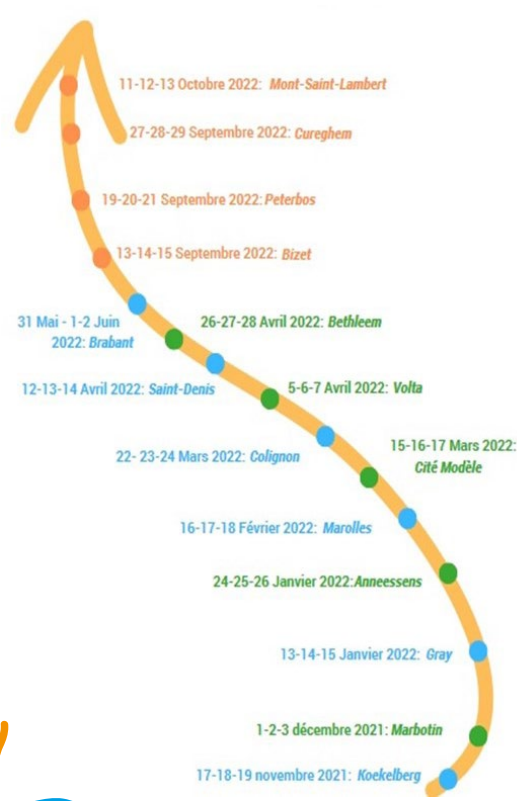 11-12-13 Octobre 2022: Mont-Saint-Lambert
27-28-29 Septembre 2022: Cureghem
19-20-21 Septembre 2022: Peterbos
13-14-15 Septembre 2022: Bizet
31 Mai - 1-2 Juin
2022: Brabant
26-27-28 Avril 2022: Bethleem
12-13-14 Avril 2022: Saint-Denis
5-6-7 Avril 2022: Volta
22- 23-24 Mars 2022: Colignon
15-16-17 Mars 2022:
Cité Modèle
16-17-18 Février 2022: Marolles
24-25-26 Janvier 2022:Anneessens
13-14-15 Janvier 2022: Gray
1-2-3 décembre 2021: Marbotin
17-18-19 novembre 2021: Koekelberg